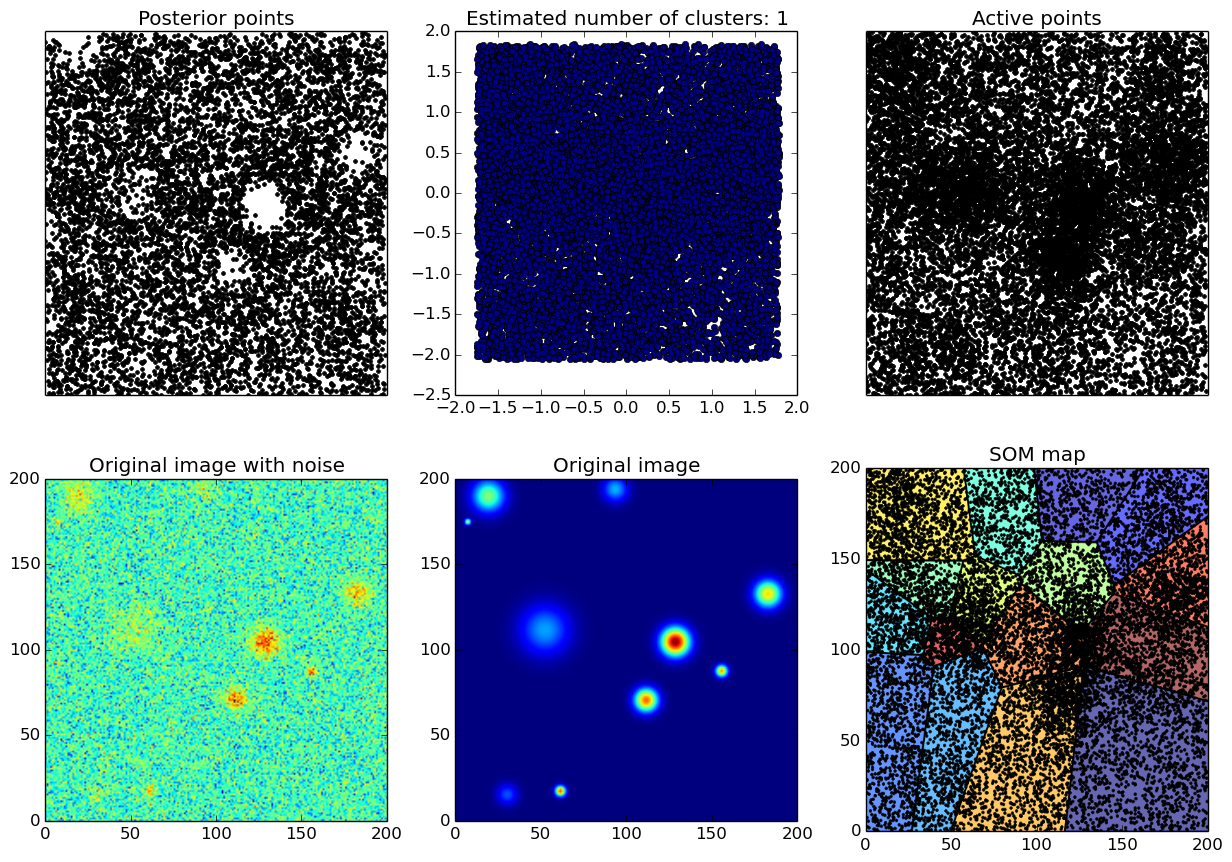 Posterior points
Estimated number of clusters: 1
Active points
2.0
1.5
1.0
0.5
0.0
−0.5
−1.0
−1.5
−2.0
−2.5
−2.0 −1.5 −1.0 −0.5 0.0 0.5 1.0 1.5 2.0
Original image with noise
Original image
SOM map
200
150
100
50
0
0 50 100 150 200
200
150
100
50
0
0 50 100 150 200
200
150
100
50
0
0 50 100 150 200